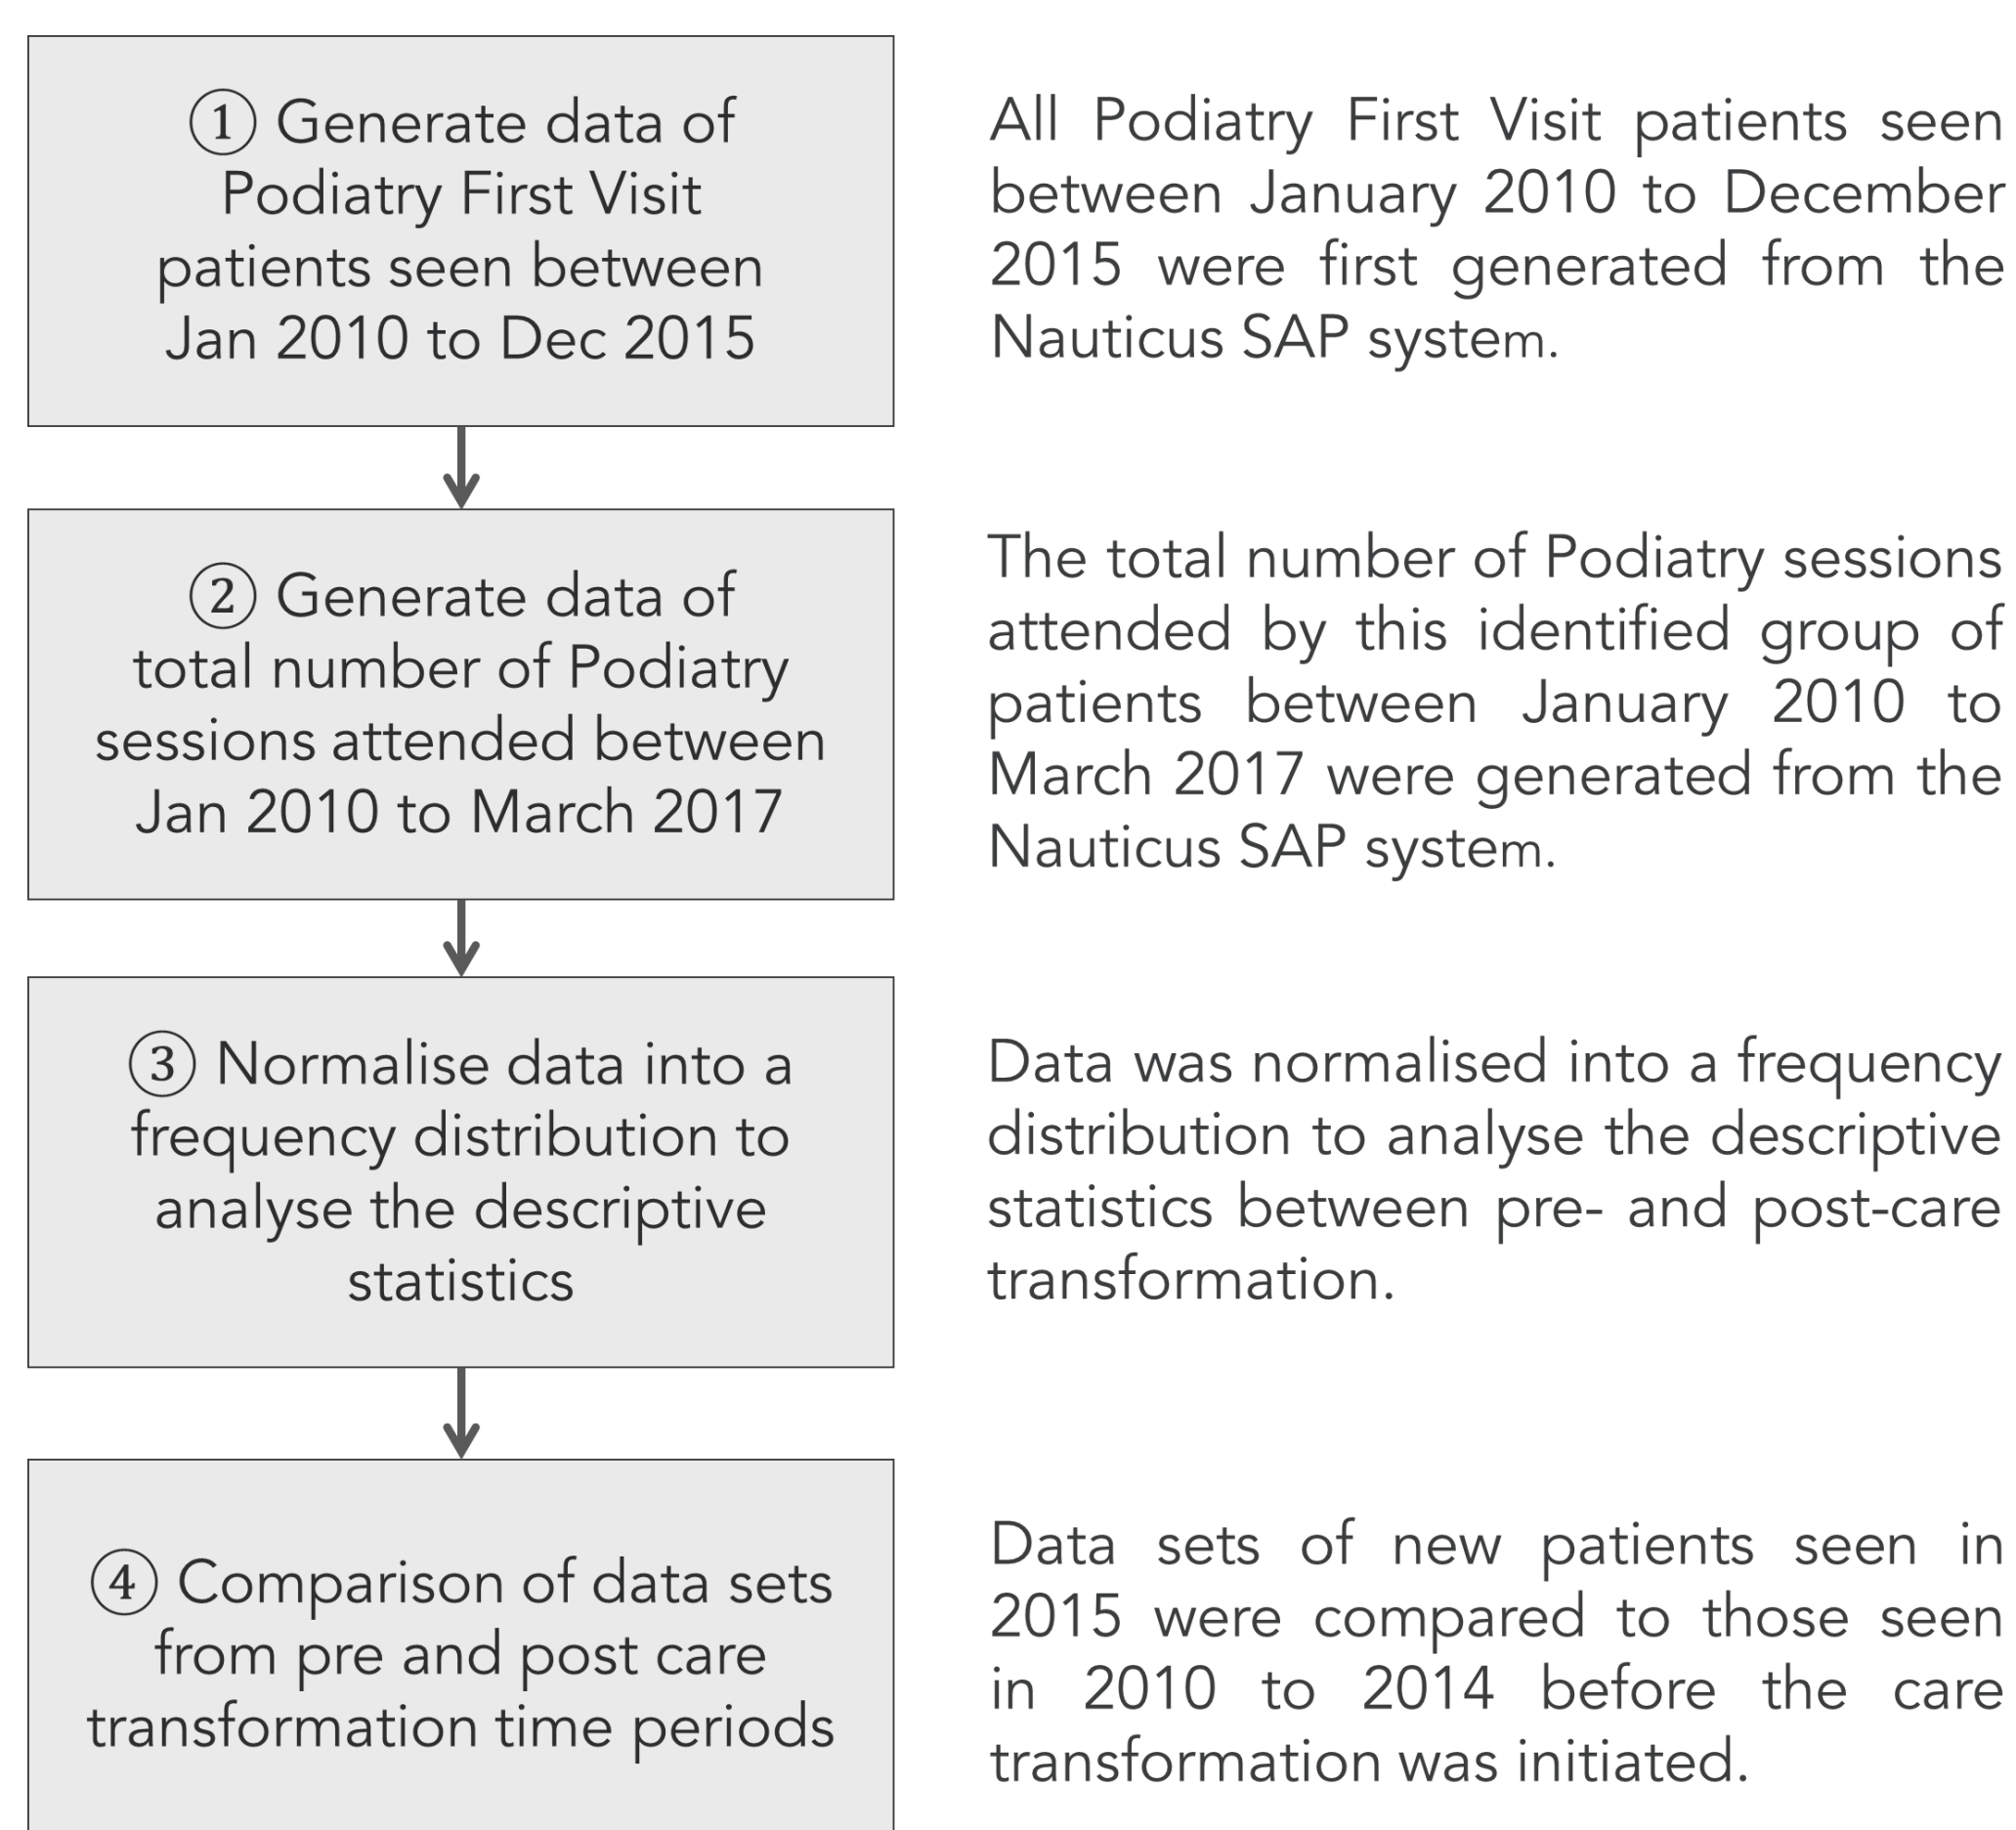 ① Generate data of
Podiatry First Visit
patients seen between
Jan 2010 to Dec 2015
All Podiatry First Visit patients seen
between January 2010 to December
2015 were first generated from the
Nauticus SAP system.
② Generate data of
total number of Podiatry
sessions attended between
Jan 2010 to March 2017
The total number of Podiatry sessions
attended by this identified group of
patients between January 2010 to
March 2017 were generated from the
Nauticus SAP system.
③ Normalise data into a
frequency distribution to
analyse the descriptive
statistics
Data was normalised into a frequency
distribution to analyse the descriptive
statistics between pre- and post-care
transformation.
④ Comparison of data sets
from pre and post care
transformation time periods
Data sets of new patients seen in
2015 were compared to those seen
in 2010 to 2014 before the care
transformation was initiated.